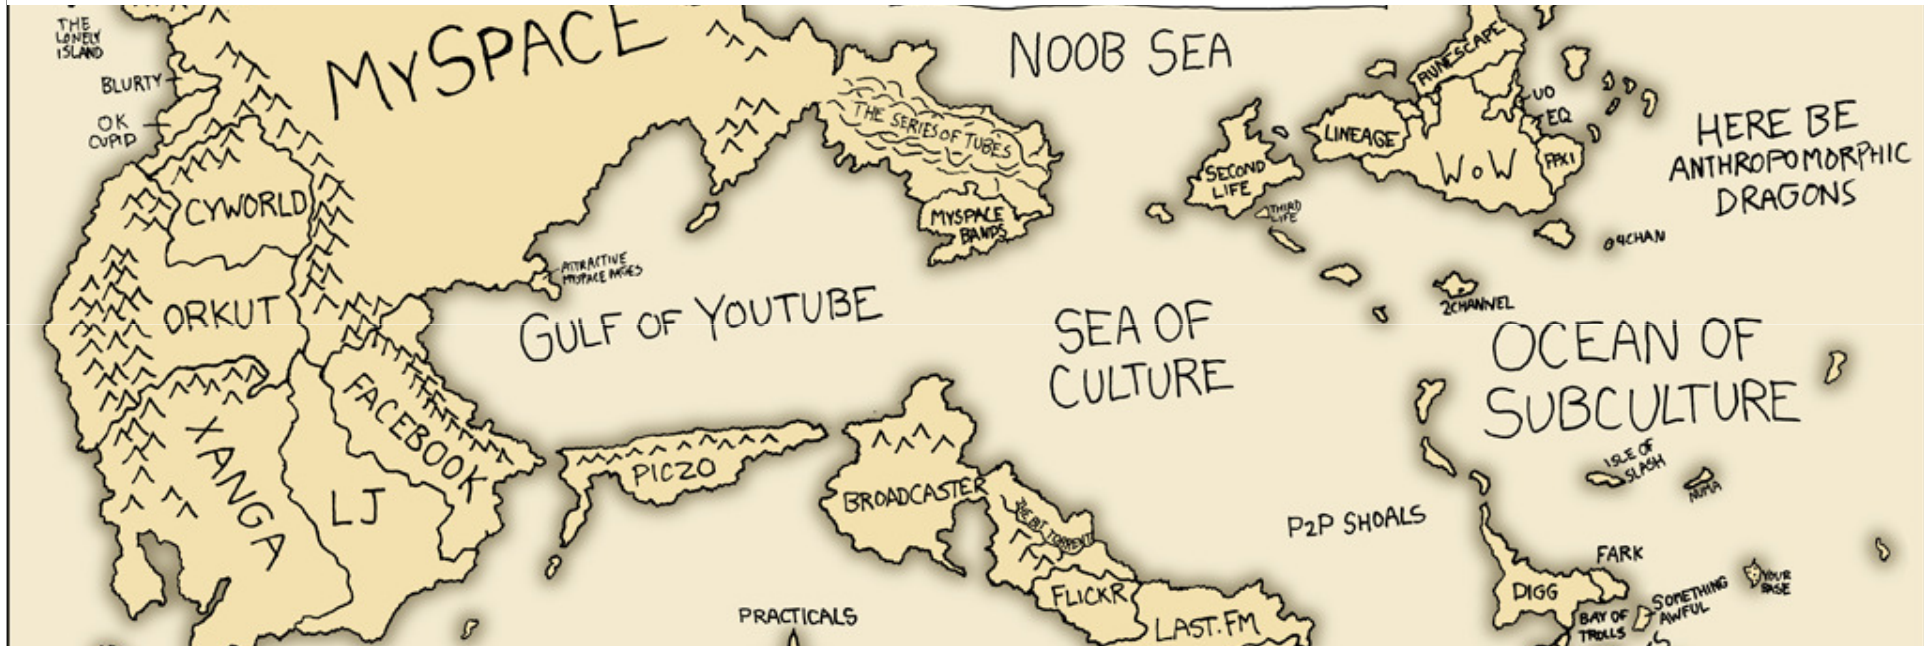 THE
LONELY
ISLAND
MYSPACE
NOOB SEA
RUNESCAPE
BLURTY
OK
CUPID
THE SERIES OF TUBES
UO
EQ
LINEAGE
HERE BE
ANTHROPOMORPHIC
DRAGONS
CYWORLD
SECOND
LIFE
WoW
FFXI
THIRD
LIFE
MYSPACE
BANDS
4CHAN
ATTRACTIVE
MYSPACE PAGES
ORKUT
GULF OF YOUTUBE
2CHANNEL
SEA OF
CULTURE
OCEAN OF
SUBCULTURE
FACEBOOK
XANGA
LJ
PICZO
BROADCASTER
ISLE OF
SLASH
NUMA
THE BIT TORRENT
P2P SHOALS
FARK
DIGG
YOUR
BASE
SOMETHING
AWFUL
BAY OF
TROLLS
FLICKR
LAST.FM
PRACTICALS